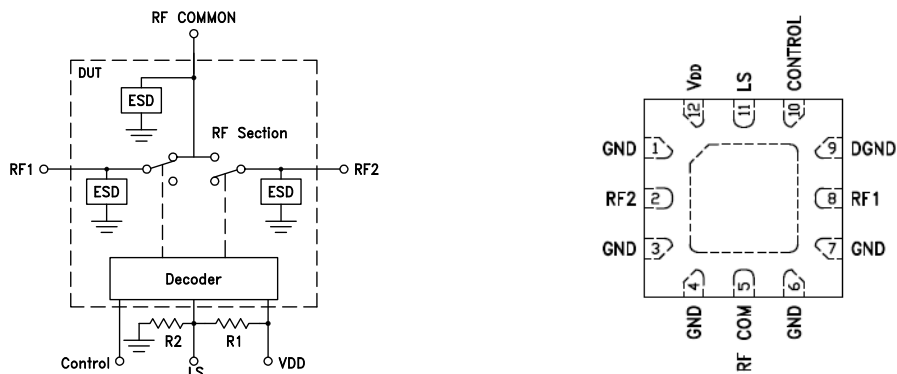 RF COMMON
DUT
ESD
RF Section
RF1
RF2
ESD
ESD
Decoder
R2
R1
Control
LS
VDD
VDD
LS
CONTROL
12
11
10
GND
1
9
DGND
RF2
2
8
RF1
GND
3
7
GND
4
5
6
GND
RF COM
GND